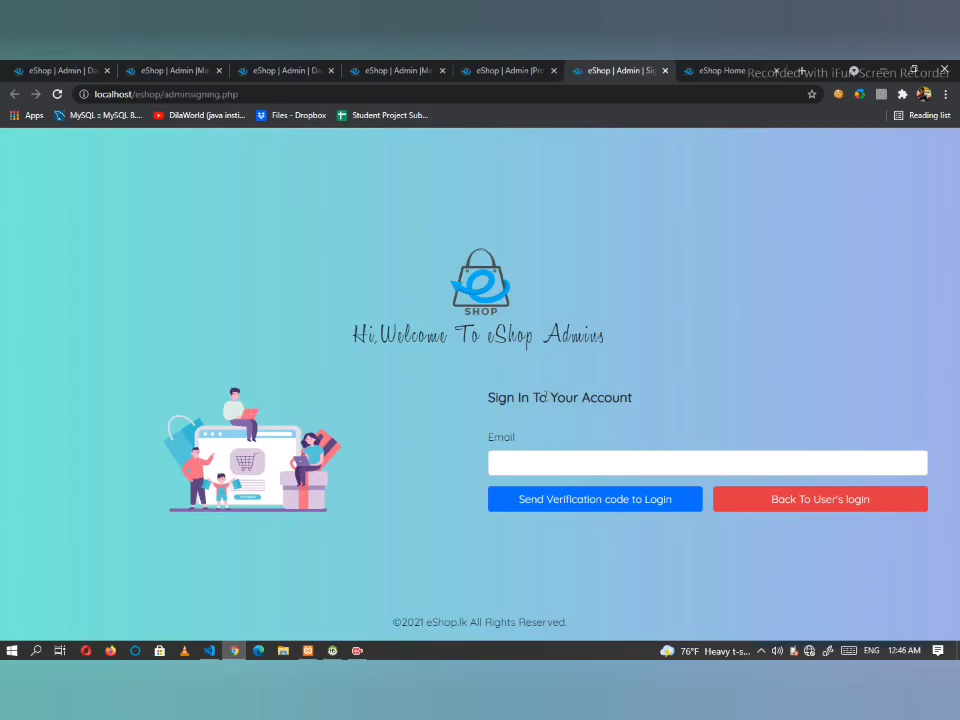 eShop | Admin | Da
eShop | Admin |Ma
eShop | Admin | Da
eShop | Admin |Ma
eShop | Admin |Pro
eShop | Admin | Sig
eShop Home
Recorded with iFun Screen Recorder
localhost/eshop/adminsigning.php
Apps
MySQL = MySQL 8....
DilaWorld (java insti...
Files - Dropbox
Student Project Sub...
Reading list
SHOP
Hi,Welcome To eShop Admins
Sign In To Your Account
Email
Send Verification code to Login
Back To User's login
©2021 eShop.lk All Rights Reserved.
76°F Heavy t-s...
ENG
12:46 AM